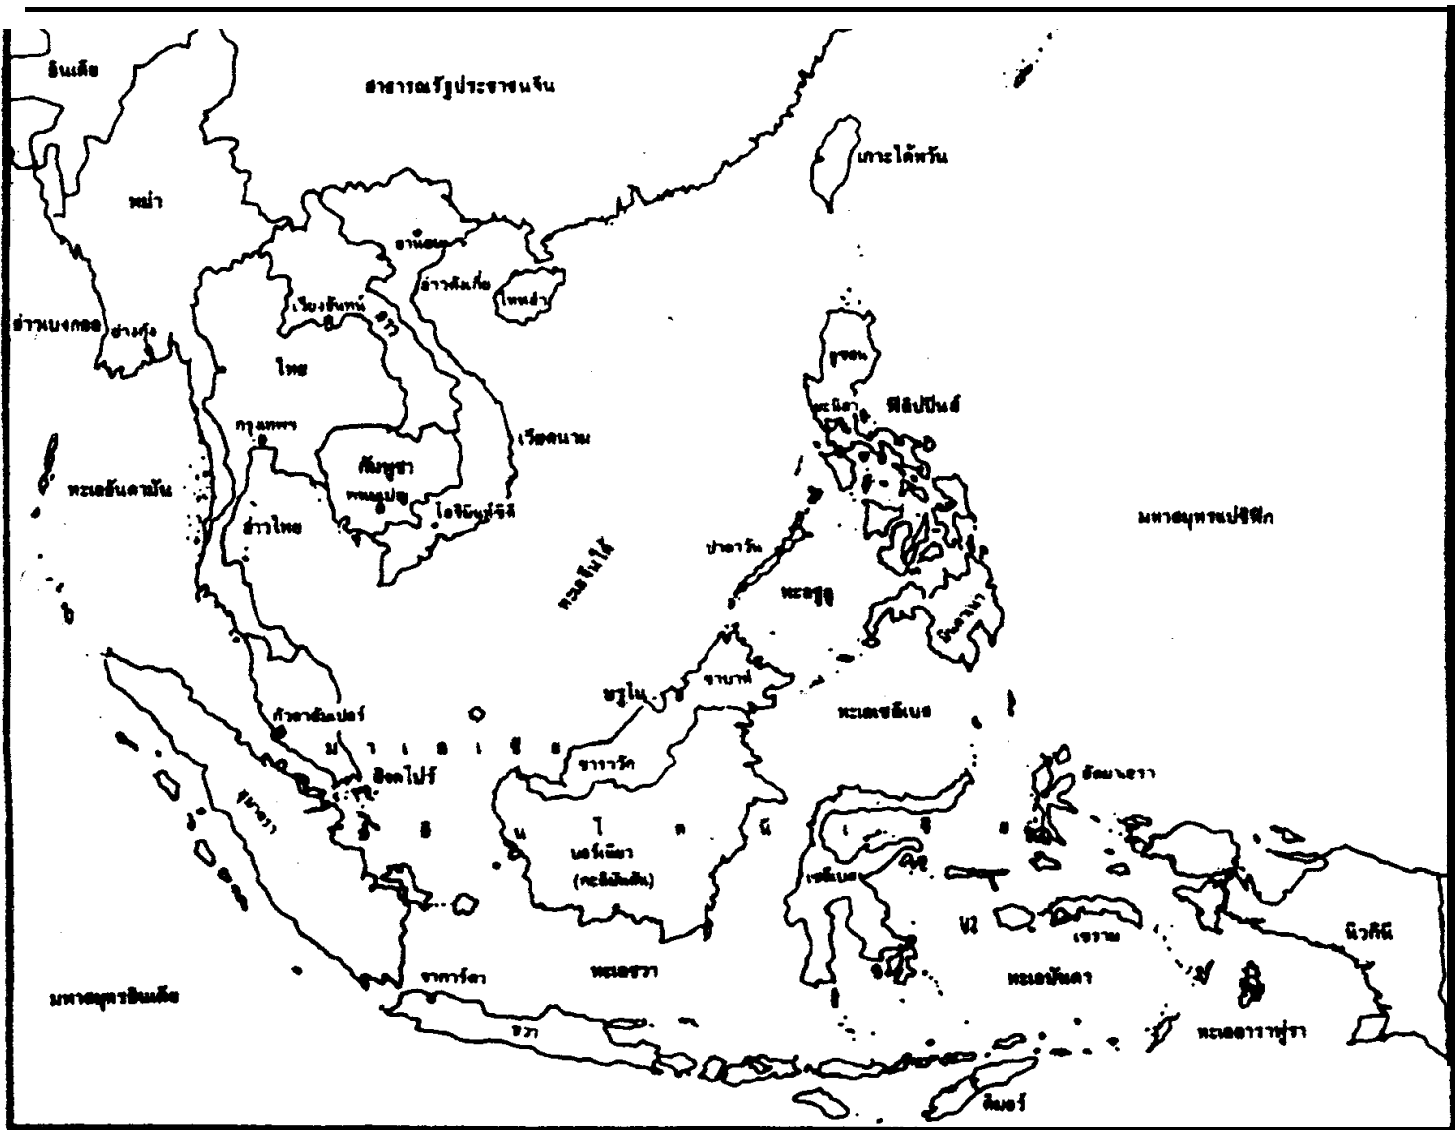 อินเดีย
สาธารณรัฐประชาชนจีน
เกาะไต้หวัน
พม่า
ฮานอย
อ่าวตังเกี๋ย
ไหหลำ
เวียงจันทน์
ลาว
อ่าวเบงกอล
ย่างกุ้ง
ไทย
ลูซอน
มะนิลา
ฟิลิปปินส์
กรุงเทพฯ
เวียดนาม
กัมพูชา
พนมเปญ
ทะเลอันดามัน
โฮจิมินห์ซิตี
อ่าวไทย
มหาสมุทรแปซิฟิก
ทะเลจีนใต้
ปาลาวัน
ทะเลซูลู
มินดาเนา
ซาบาห์
บรูไน
กัวลาลัมเปอร์
ทะเลเซลีเบส
ม า เ ล เ ซี ย
ซาราวัก
สิงคโปร์
ฮัลมาเฮรา
สุมาตรา
อิ น โ ด นี เ ซี ย
บอร์เนียว
(กะลิมันตัน)
เซลีเบส
บูรู
เซราม
นิวกินี
ทะเลชวา
จาการ์ตา
ทะเลบันดา
มหาสมุทรอินเดีย
ชวา
ทะเลอาราฟูรา
ติมอร์